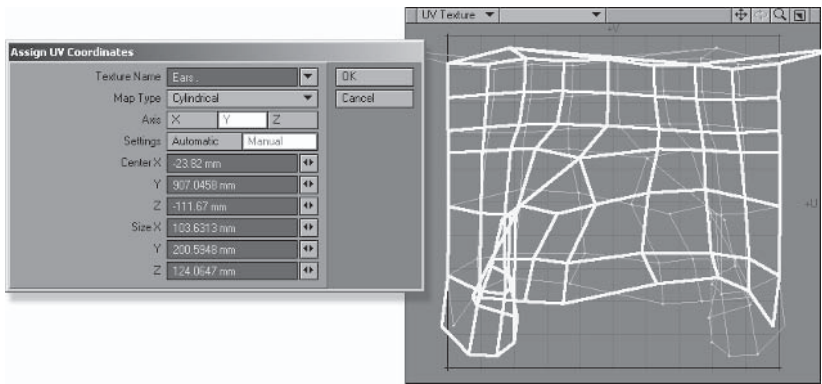 UV Texture
+V
+U
Assign UV Coordinates
Texture Name Ears .
OK
Map Type Cylindrical
Cancel
Axis X Y Z
Settings Automatic Manual
Center X -23.82 mm
Y 907.0458 mm
Z -111.67 mm
Size X 103.6313 mm
Y 200.5948 mm
Z 124.0647 mm